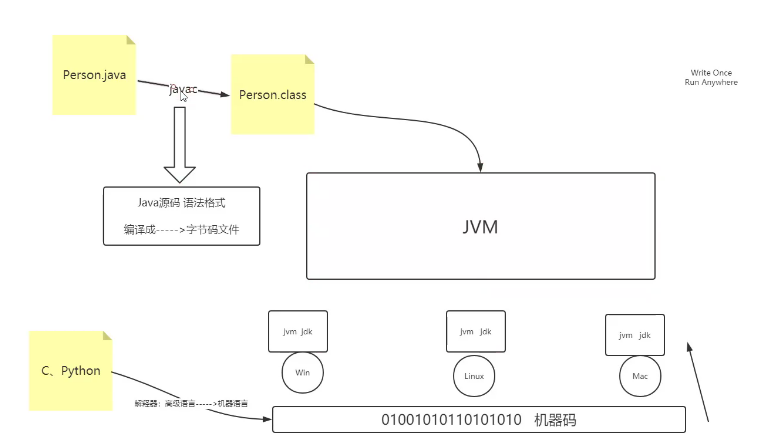 Person.java
javac
Person.class
Write Once
Run Anywhere
Java源码 语法格式
编译成----->字节码文件
JVM
jvm jdk
jvm jdk
jvm jdk
Win
Linux
Mac
C、Python
解释器：高级语言----->机器语言
01001010110101010 机器码